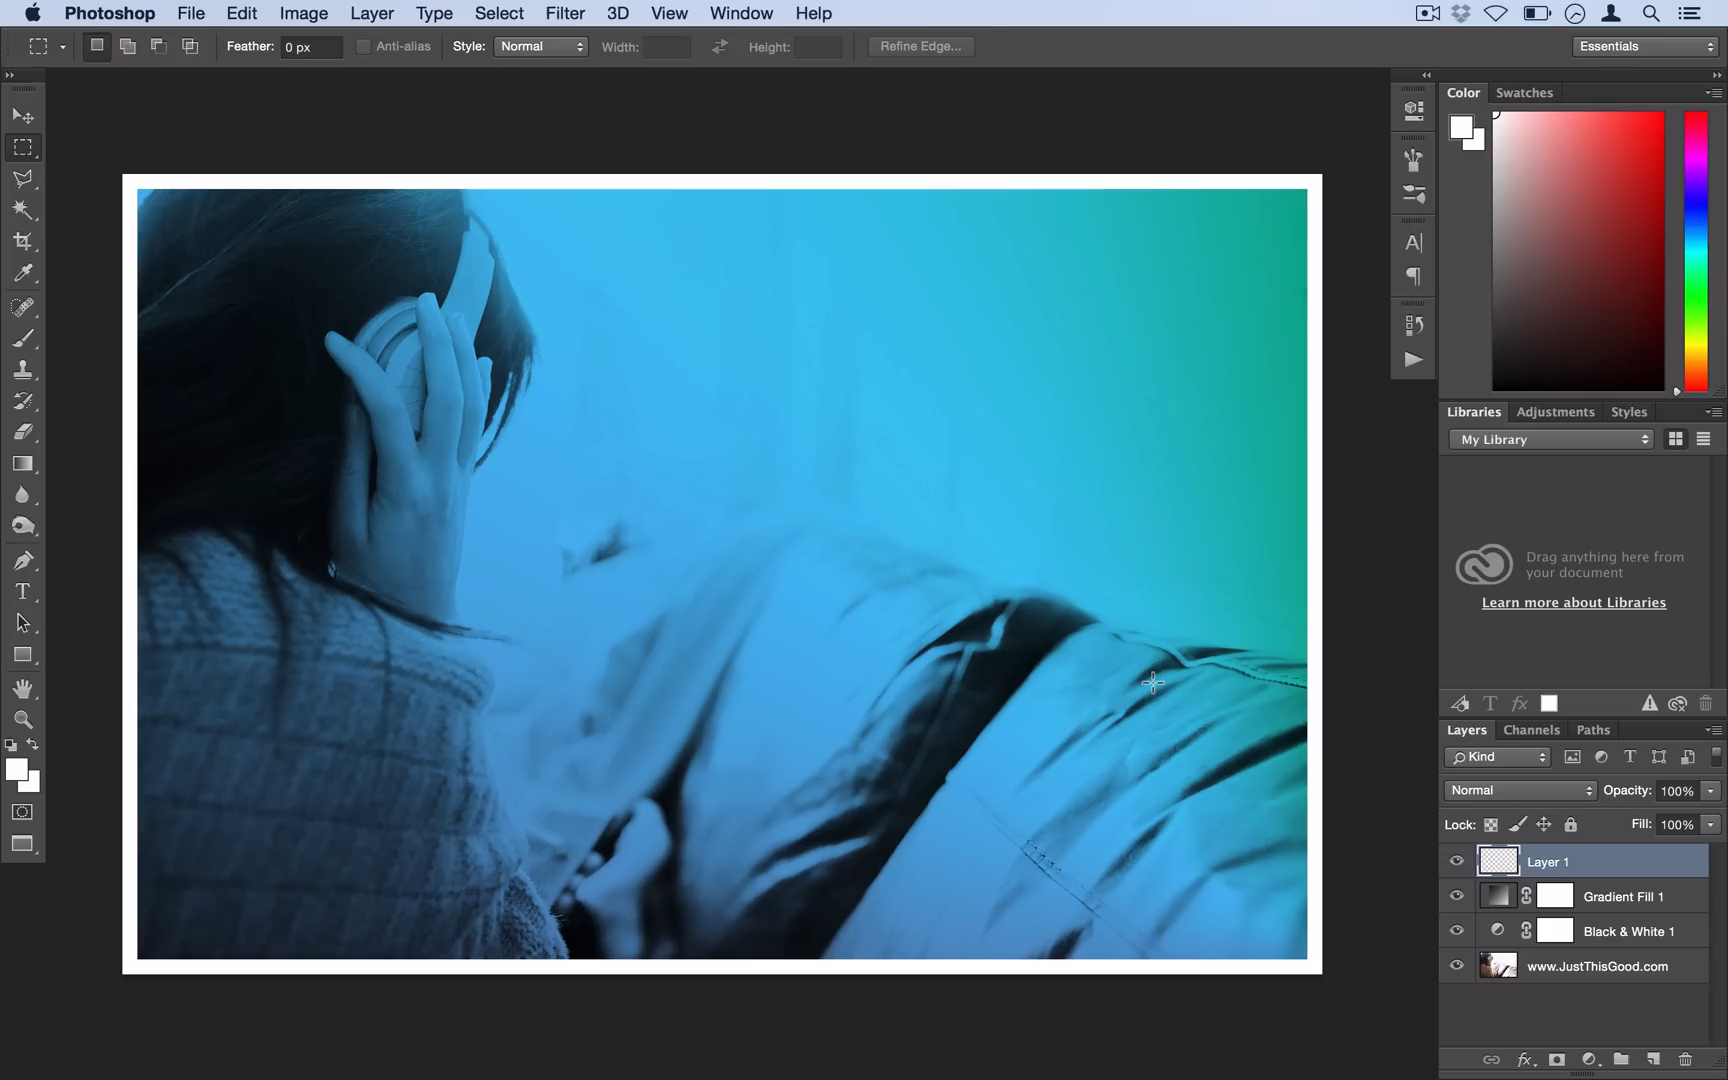 Photoshop File Edit Image Layer Type Select Filter 3D View Window Help
Feather: 0 px Anti-alias Style: Normal Width: Height: Refine Edge... Essentials
Color Swatches
Libraries Adjustments Styles
My Library
Drag anything here from
your document
Learn more about Libraries
T fx
Layers Channels Paths
Kind T
Normal Opacity: 100%
Lock: Fill: 100%
Layer 1
Gradient Fill 1
Black & White 1
www.JustThisGood.com
fx